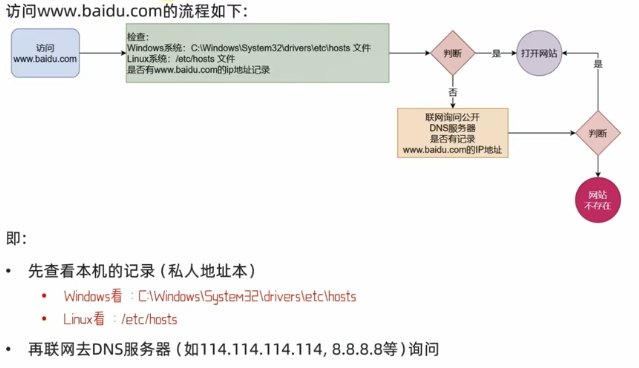 访问www.baidu.com的流程如下：
访问
www.baidu.com
检查：
Windows系统：C:\Windows\System32\drivers\etc\hosts 文件
Linux系统：/etc/hosts 文件
是否有www.baidu.com的ip地址记录
判断
是
打开网站
否
联网询问公开
DNS服务器
是否有记录
www.baidu.com的IP地址
是
判断
网站
不存在
即：
• 先查看本机的记录（私人地址本）
• Windows看：C:\Windows\System32\drivers\etc\hosts
• Linux看：/etc/hosts
• 再联网去DNS服务器（如114.114.114.114, 8.8.8.8等）询问